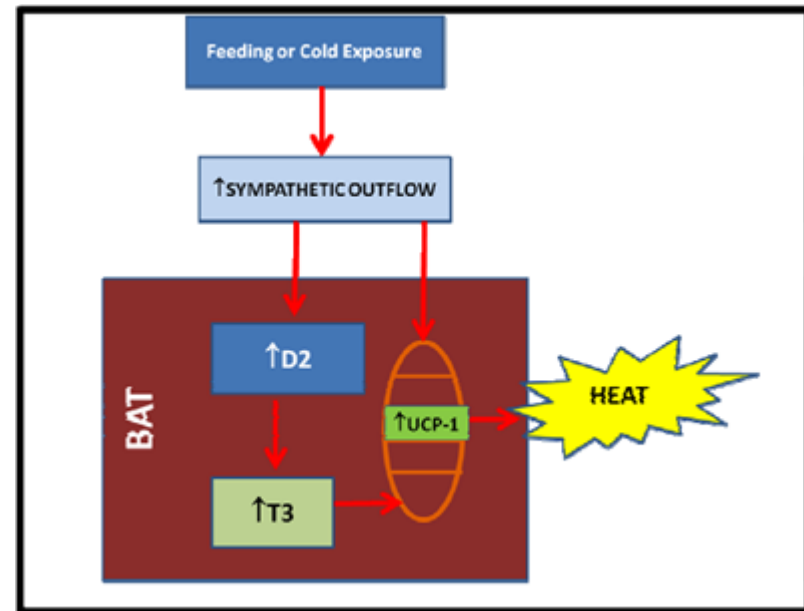 Feeding or Cold Exposure
↑SYMPATHETIC OUTFLOW
BAT
↑D2
↑UCP-1
HEAT
↑T3